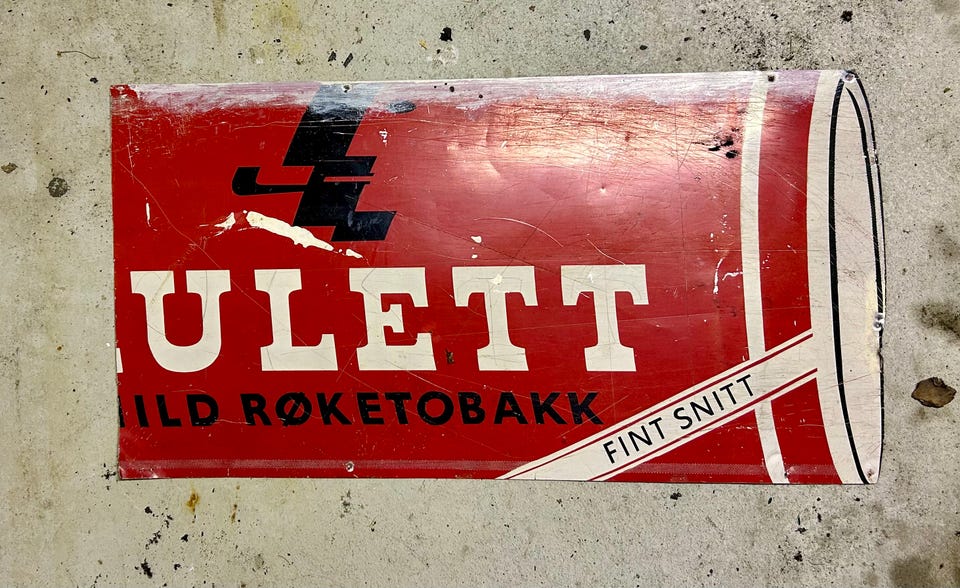 ULETT
ILD RØKETOBAKK
FINT SNITT